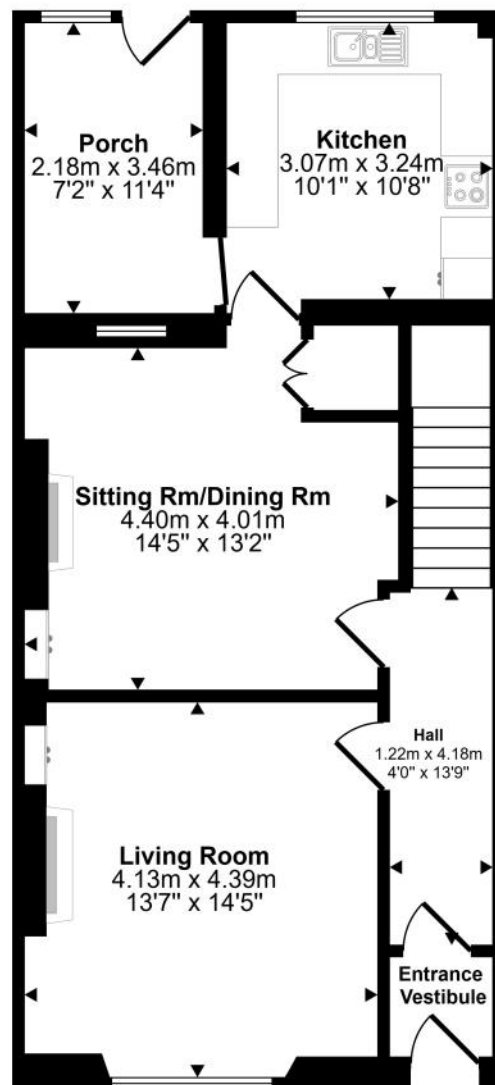 Porch
2.18m x 3.46m
7'2" x 11'4"
Kitchen
3.07m x 3.24m
10'1" x 10'8"
Sitting Rm/Dining Rm
4.40m x 4.01m
14'5" x 13'2"
Hall
1.22m x 4.18m
4'0" x 13'9"
Living Room
4.13m x 4.39m
13'7" x 14'5"
Entrance
Vestibule